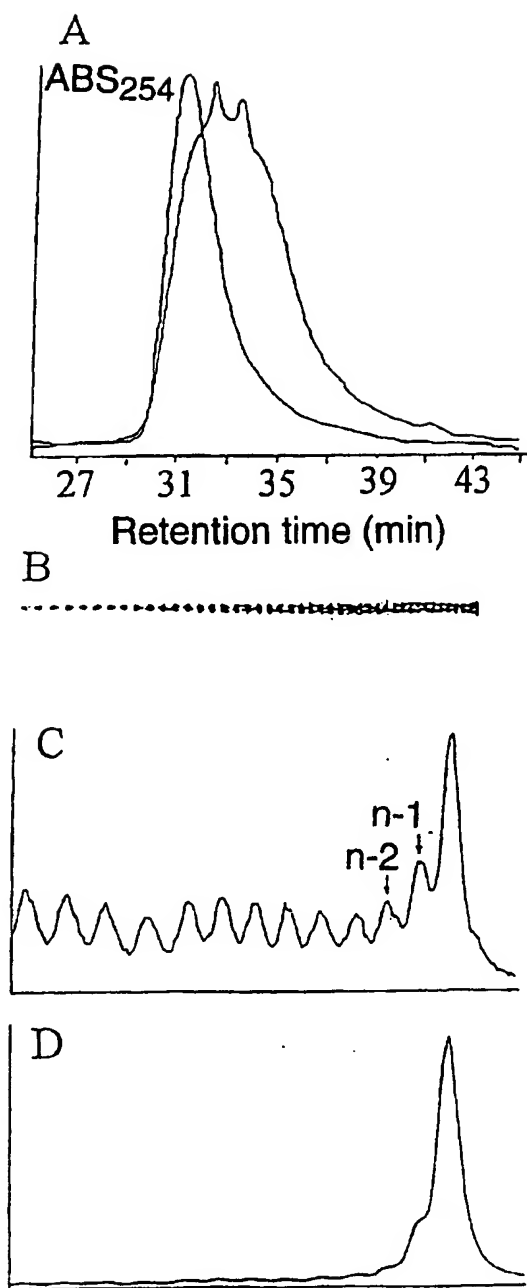 A
ABS254
27 31 35 39 43
Retention time (min)
B
C
n-1
n-2
D